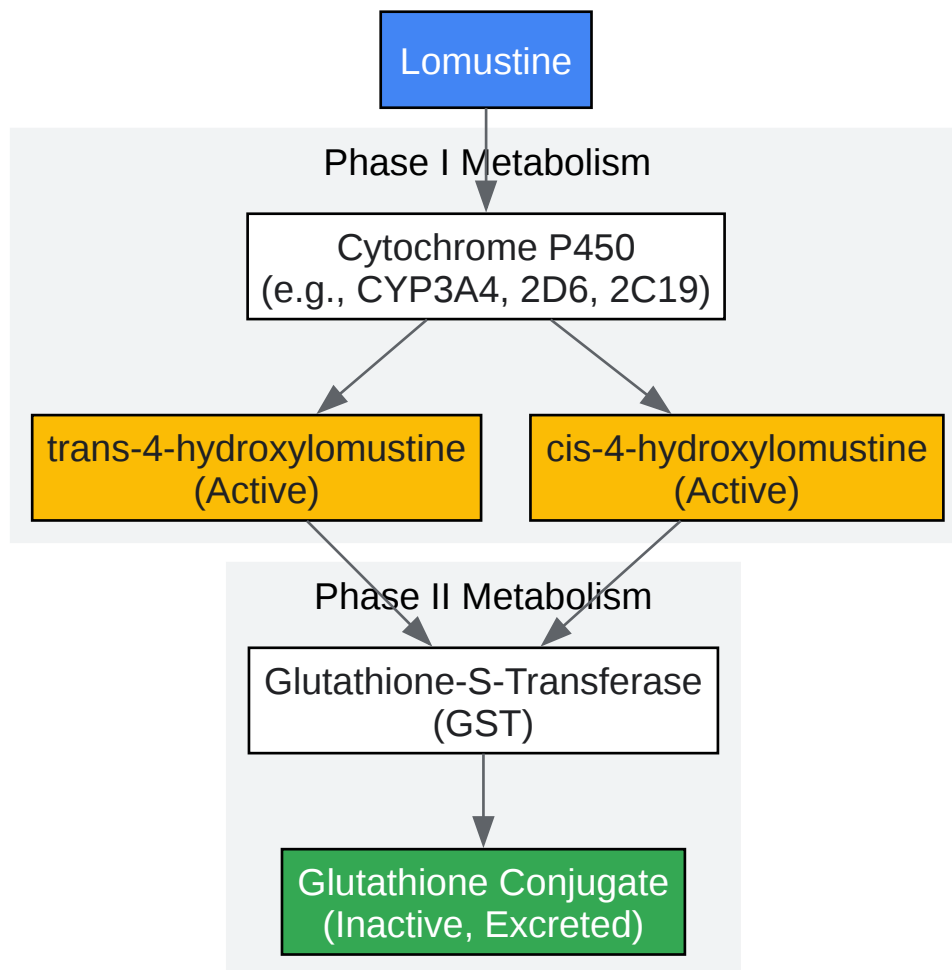 Lomustine
Phase I Metabolism
Cytochrome P450
(e.g., CYP3A4, 2D6, 2C19)
trans-4-hydroxylomustine
(Active)
cis-4-hydroxylomustine
(Active)
Phase II Metabolism
Glutathione-S-Transferase
(GST)
Glutathione Conjugate
(Inactive, Excreted)